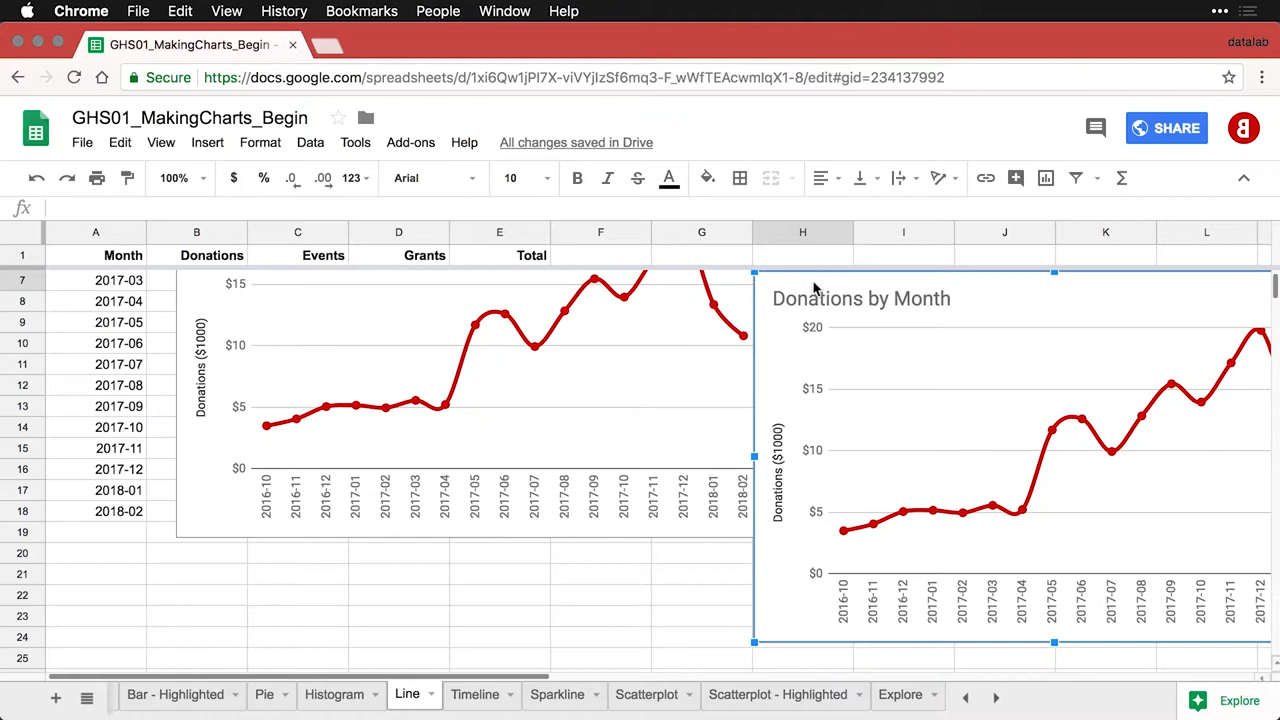 Chrome File Edit View History Bookmarks People Window Help
GHS01_MakingCharts_Begin - ×
datalab
Secure https://docs.google.com/spreadsheets/d/1xi6Qw1jPI7X-viVYjIzSf6mq3-F_wWfTEAcwmIqX1-8/edit#gid=234137992
GHS01_MakingCharts_Begin
File Edit View Insert Format Data Tools Add-ons Help All changes saved in Drive
SHARE
100% $ % .0 .00 123 Arial 10 B I S A
fx
A B C D E F G H I J K L
1 Month Donations Events Grants Total
7 2017-03
8 2017-04
9 2017-05
10 2017-06
11 2017-07
12 2017-08
13 2017-09
14 2017-10
15 2017-11
16 2017-12
17 2018-01
18 2018-02
19
20
21
22
23
24
25
$15
$10
$5
$0
Donations ($1000)
2016-10 2016-11 2016-12 2017-01 2017-02 2017-03 2017-04 2017-05 2017-06 2017-07 2017-08 2017-09 2017-10 2017-11 2017-12 2018-01 2018-02
Donations by Month
$20
$15
$10
$5
$0
Donations ($1000)
2016-10 2016-11 2016-12 2017-01 2017-02 2017-03 2017-04 2017-05 2017-06 2017-07 2017-08 2017-09 2017-10 2017-11 2017-12
Bar - Highlighted Pie Histogram Line Timeline Sparkline Scatterplot Scatterplot - Highlighted Explore
Explore